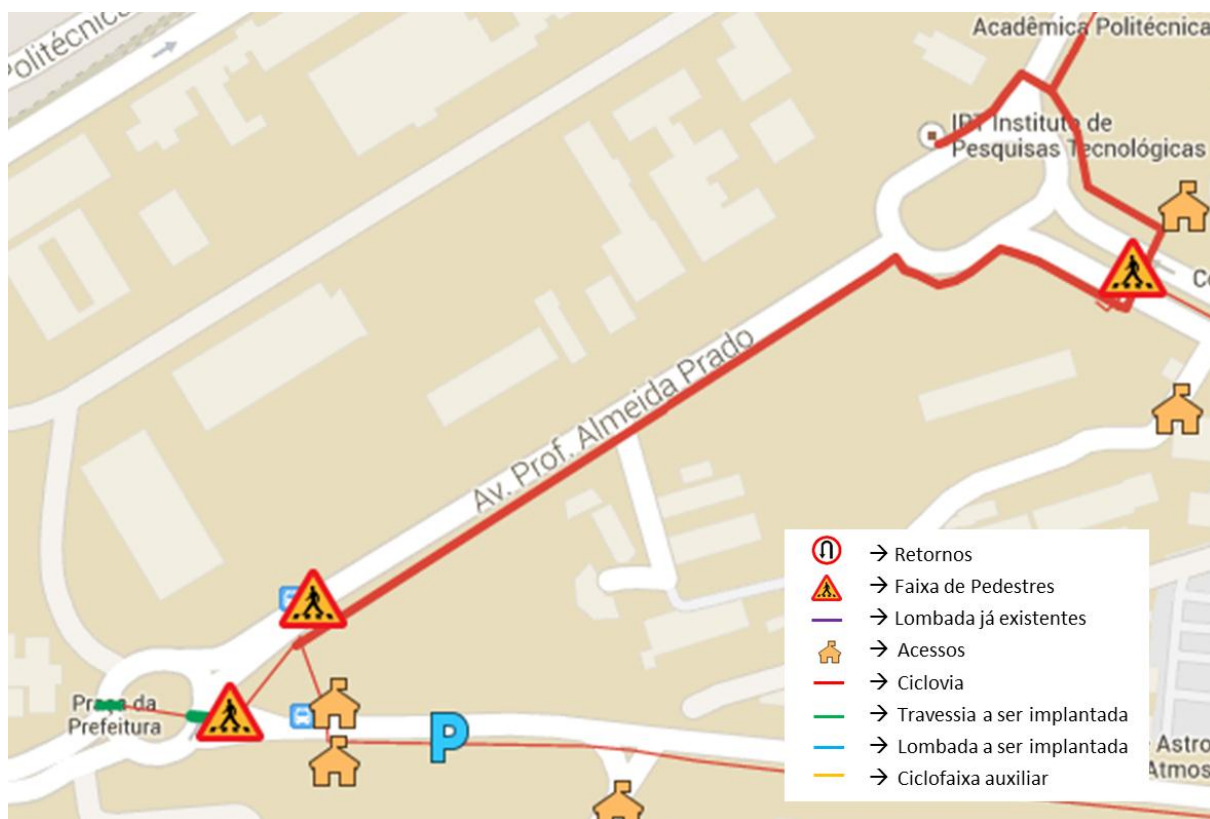 Politécnica
Acadêmica Politécnica
IPT Instituto de
Pesquisas Tecnológicas
Co
Av. Prof. Almeida Prado
Praça da
Prefeitura
P
→ Retornos
→ Faixa de Pedestres
→ Lombada já existentes
→ Acessos
→ Ciclovia
→ Travessia a ser implantada
→ Lombada a ser implantada
→ Ciclofaixa auxiliar
Astro
Atmos